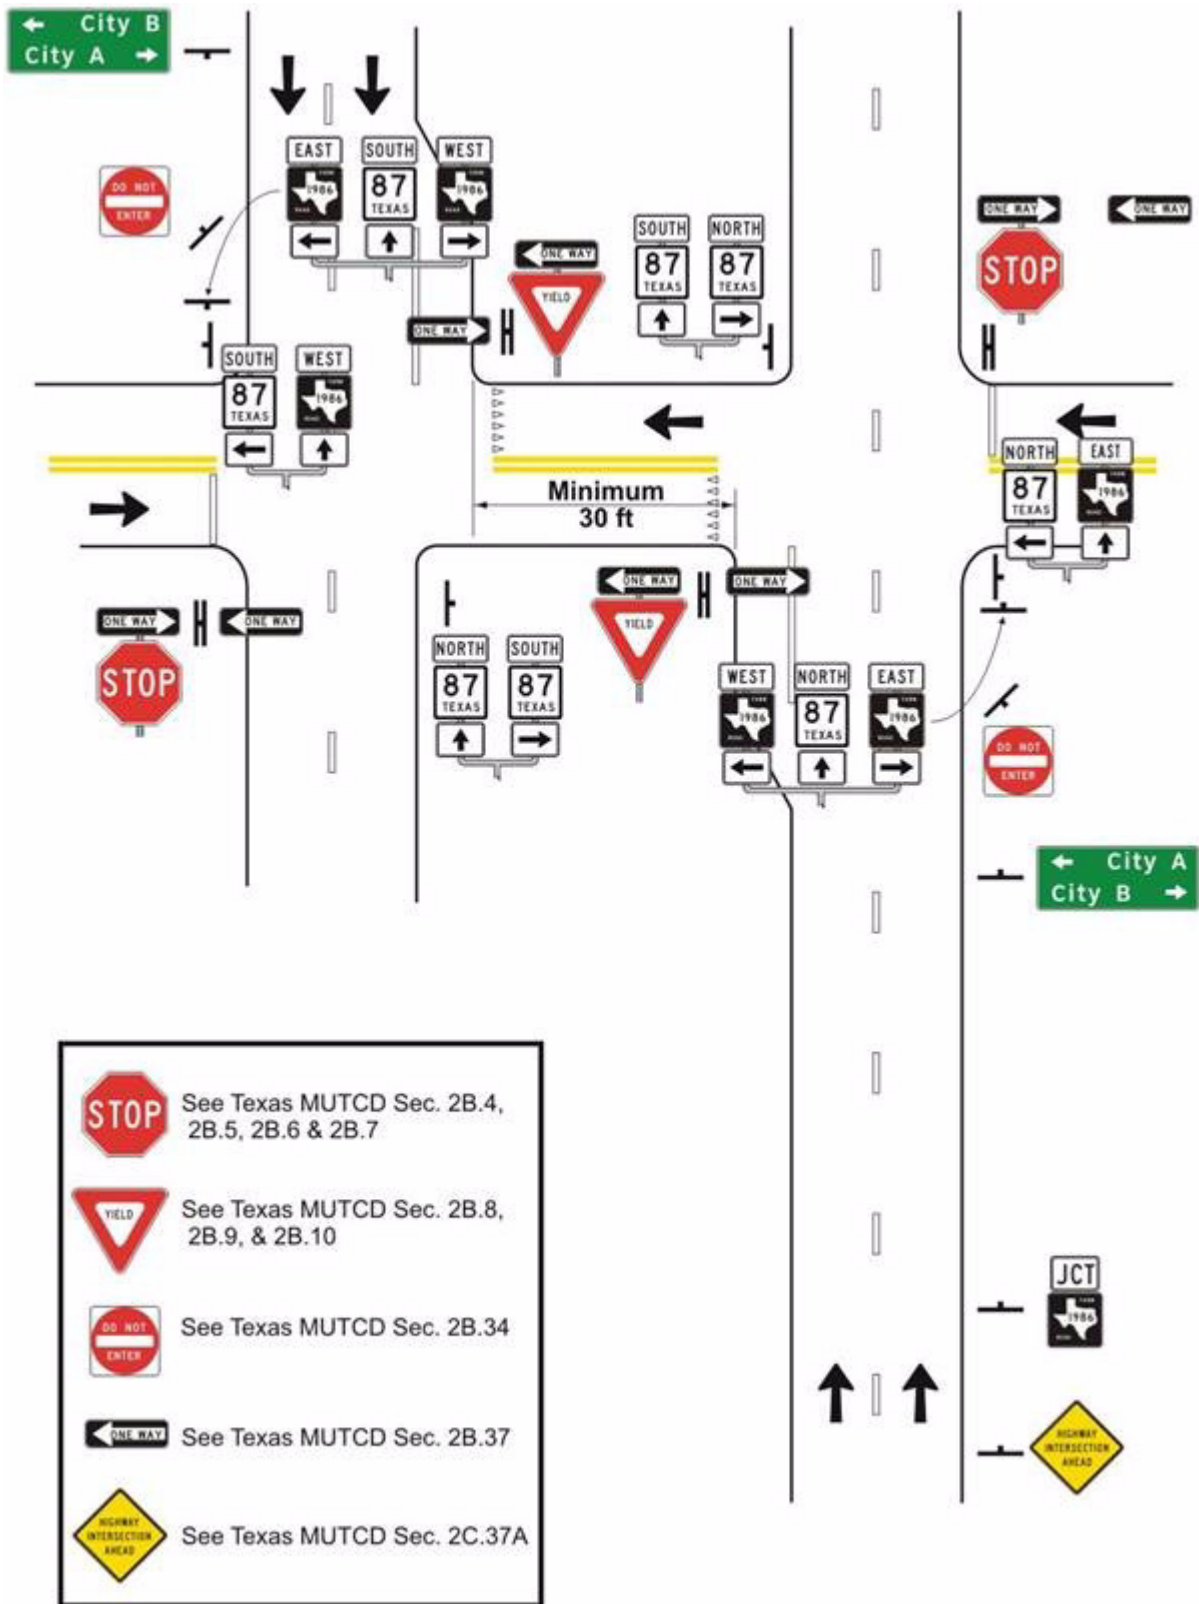 City B
City A
DO NOT
ENTER
EAST
SOUTH
WEST
1986
87
TEXAS
1986
ONE WAY
YIELD
ONE WAY
SOUTH
NORTH
87
TEXAS
87
TEXAS
ONE WAY
ONE WAY
STOP
SOUTH
WEST
87
TEXAS
1986
NORTH
EAST
87
TEXAS
1986
Minimum
30 ft
ONE WAY
ONE WAY
STOP
ONE WAY
ONE WAY
YIELD
NORTH
SOUTH
87
TEXAS
87
TEXAS
WEST
NORTH
EAST
1986
87
TEXAS
1986
DO NOT
ENTER
City A
City B
STOP
See Texas MUTCD Sec. 2B.4,
2B.5, 2B.6 & 2B.7
YIELD
See Texas MUTCD Sec. 2B.8,
2B.9, & 2B.10
DO NOT
ENTER
See Texas MUTCD Sec. 2B.34
ONE WAY
See Texas MUTCD Sec. 2B.37
HIGHWAY
INTERSECTION
AHEAD
See Texas MUTCD Sec. 2C.37A
JCT
1986
HIGHWAY
INTERSECTION
AHEAD